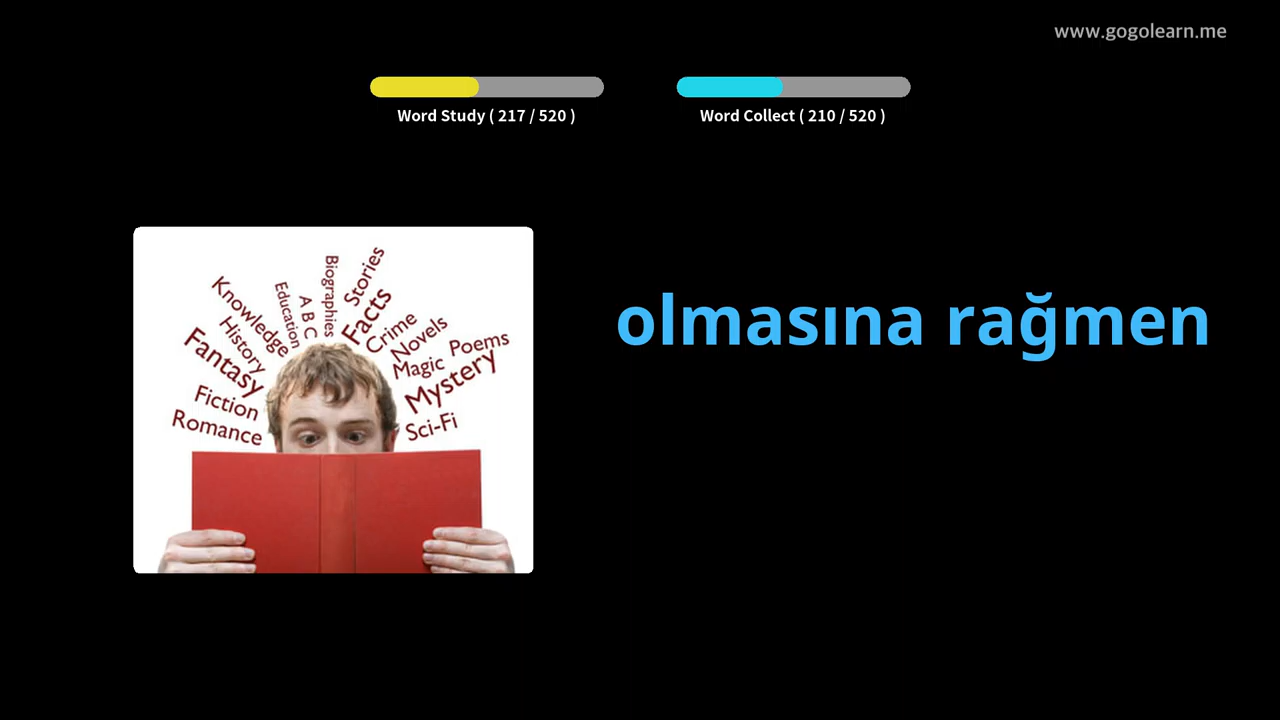 www.gogolearn.me
Word Study ( 217 / 520 )
Word Collect ( 210 / 520 )
olmasına rağmen
Knowledge
History
Fantasy
Fiction
Romance
Education
A B C
Biographies
Stories
Facts
Crime
Novels
Magic
Poems
Mystery
Sci-Fi